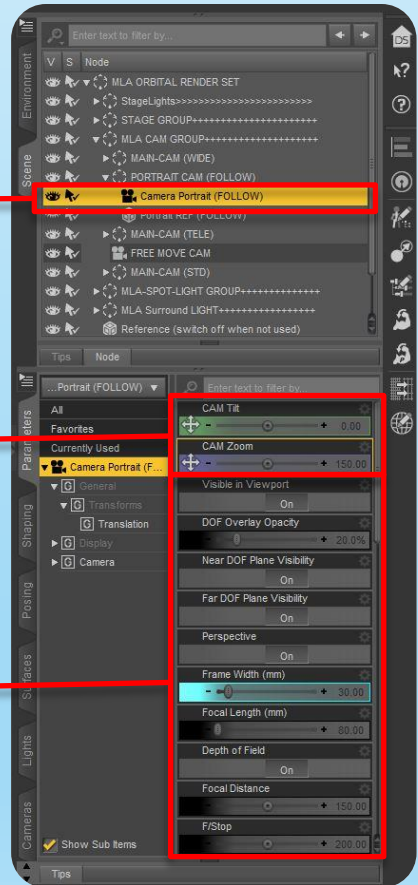 Enter text to filter by...
DS
V S Node
MLA ORBITAL RENDER SET
StageLights>>>>>>>>>>>>>>>>>>>>>>>>
STAGE GROUP++++++++++++++++++++++
MLA CAM GROUP++++++++++++++++++++
MAIN-CAM (WIDE)
PORTRAIT CAM (FOLLOW)
Camera Portrait (FOLLOW)
Portrait REF (FOLLOW)
MAIN-CAM (TELE)
FREE MOVE CAM
MAIN-CAM (STD)
MLA-SPOT-LIGHT GROUP++++++++++++++
MLA Surround LIGHT+++++++++++++++++
Reference (switch off when not used)
Environment
Scene
Tips
Node
...Portrait (FOLLOW)
Enter text to filter by...
All
Favorites
Currently Used
Camera Portrait (F...
G General
G Transforms
G Translation
G Display
G Camera
Show Sub Items
CAM Tilt
- + 0.00
CAM Zoom
- + 150.00
Visible in Viewport
On
DOF Overlay Opacity
- + 20.0%
Near DOF Plane Visibility
On
Far DOF Plane Visibility
On
Perspective
On
Frame Width (mm)
- + 30.00
Focal Length (mm)
- + 80.00
Depth of Field
On
Focal Distance
- + 150.00
F/Stop
- + 200.00
Parameters
Shaping
Posing
Surfaces
Lights
Cameras
Tips